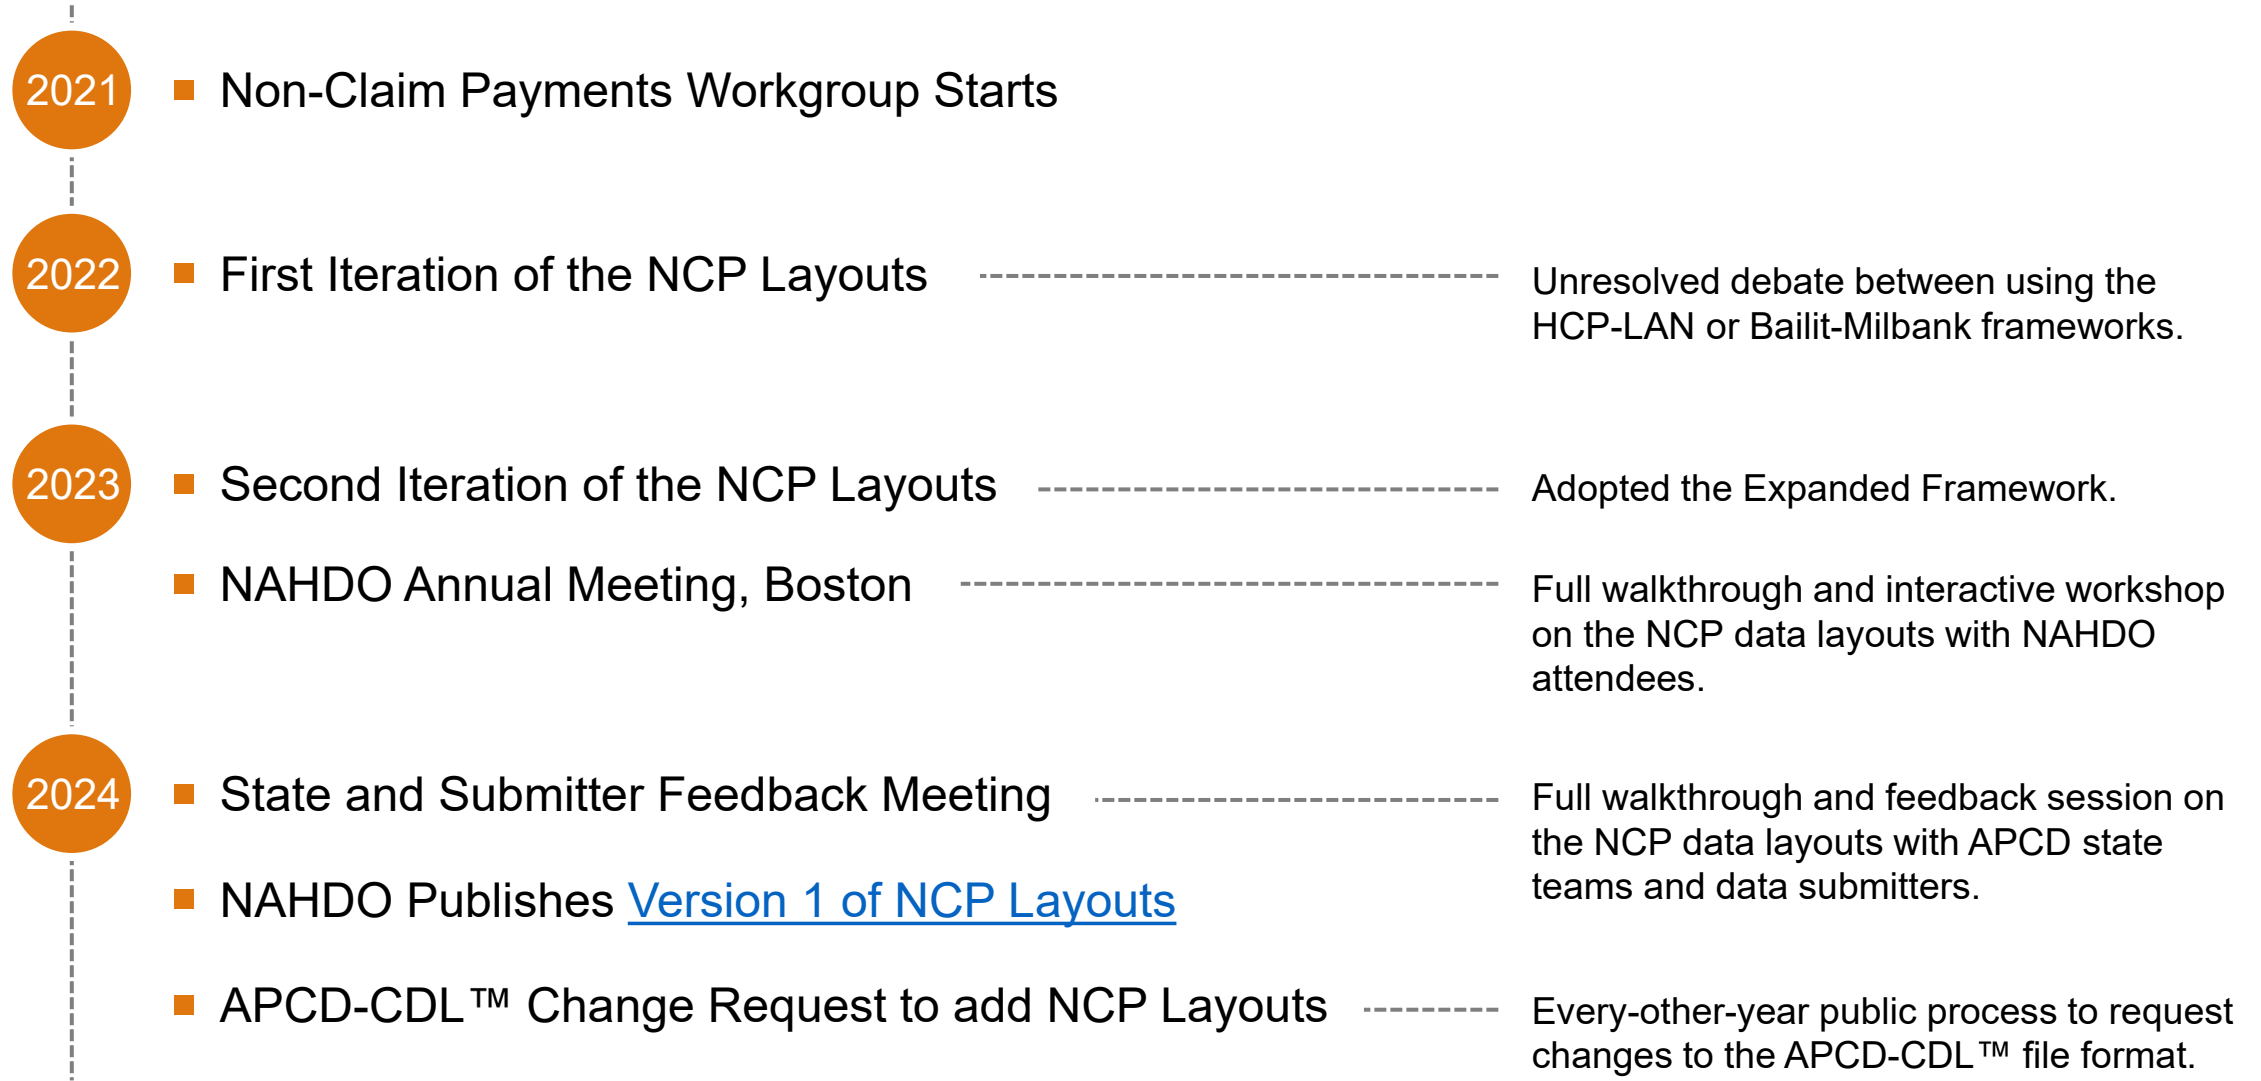 2021
Non-Claim Payments Workgroup Starts
2022
First Iteration of the NCP Layouts
Unresolved debate between using the
HCP-LAN or Bailit-Milbank frameworks.
2023
Second Iteration of the NCP Layouts
Adopted the Expanded Framework.
NAHDO Annual Meeting, Boston
Full walkthrough and interactive workshop
on the NCP data layouts with NAHDO
attendees.
2024
State and Submitter Feedback Meeting
Full walkthrough and feedback session on
the NCP data layouts with APCD state
teams and data submitters.
NAHDO Publishes Version 1 of NCP Layouts
APCD-CDL™ Change Request to add NCP Layouts
Every-other-year public process to request
changes to the APCD-CDL™ file format.